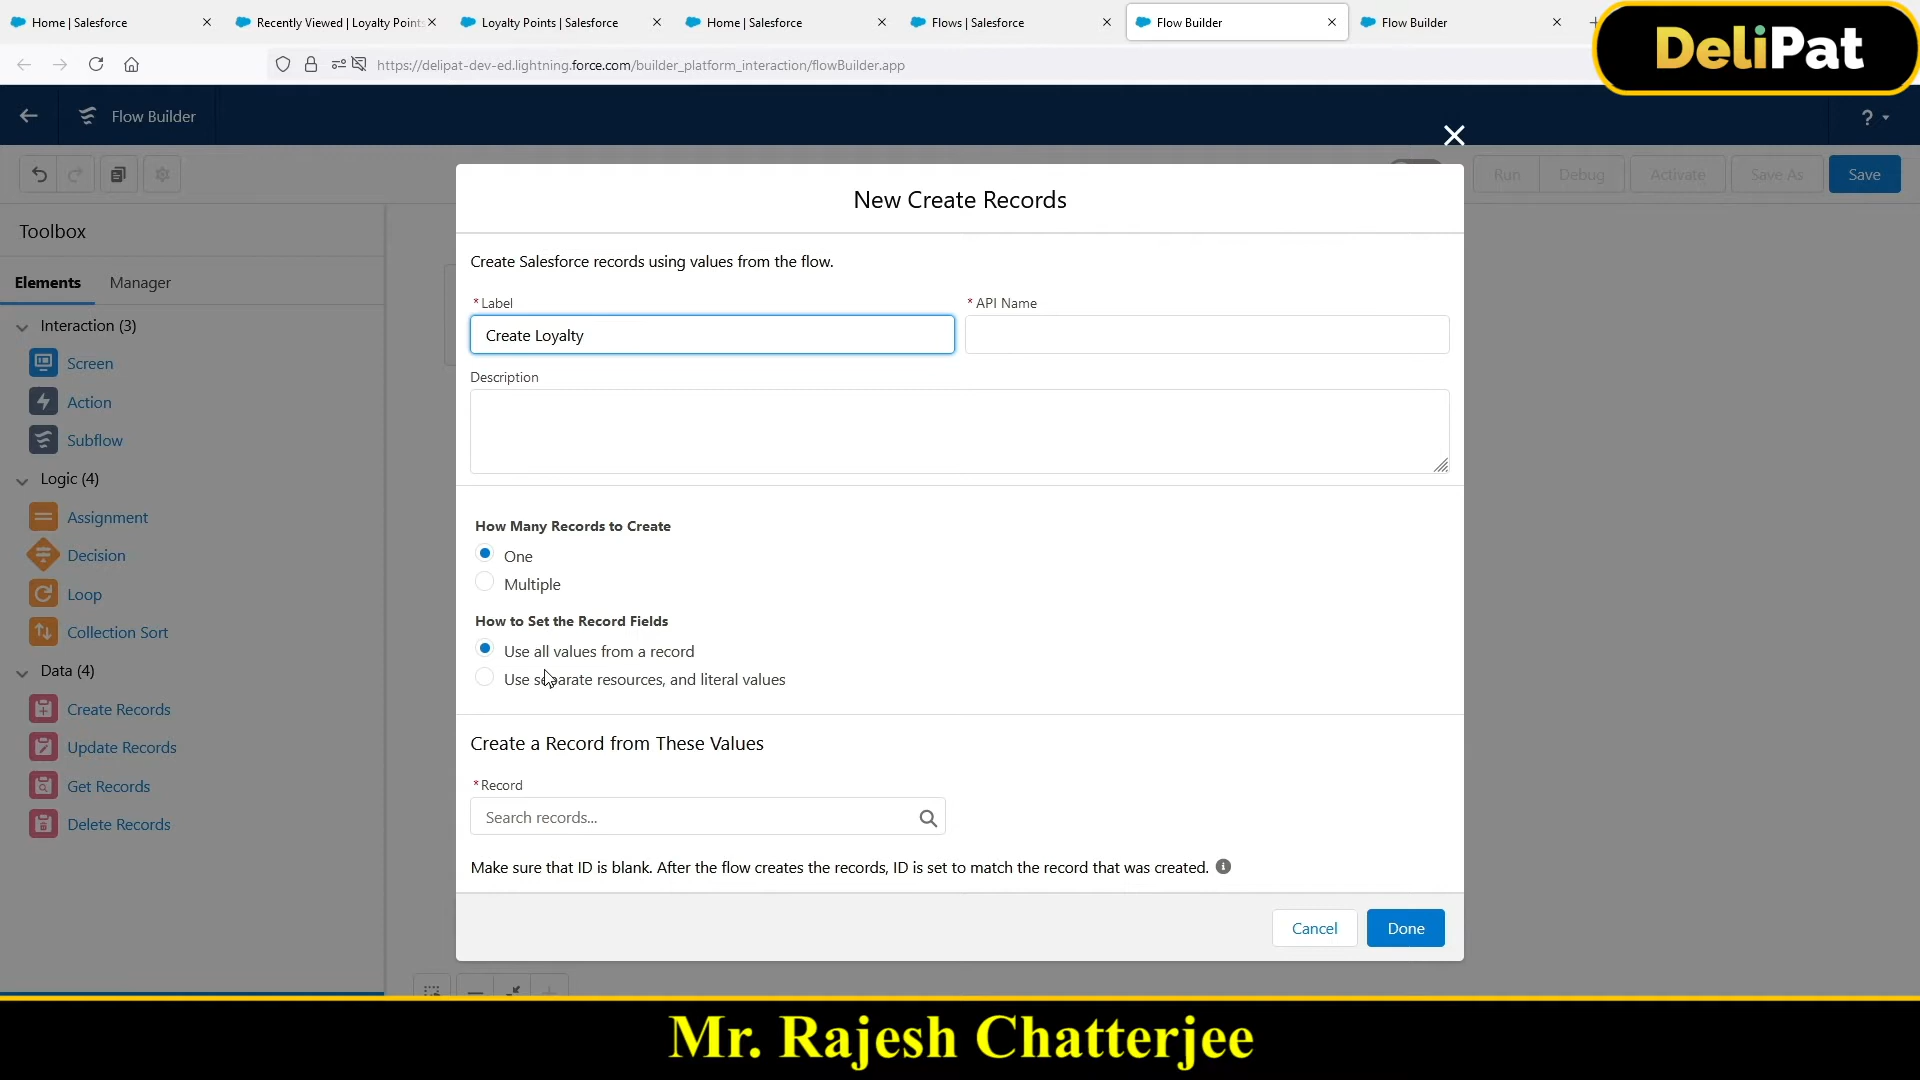 Home | Salesforce
Recently Viewed | Loyalty Points
Loyalty Points | Salesforce
Home | Salesforce
Flows | Salesforce
Flow Builder
Flow Builder
DeliPat
https://delipat-dev-ed.lightning.force.com/builder_platform_interaction/flowBuilder.app
Flow Builder
?
Run
Debug
Activate
Save As
Save
Toolbox
Elements
Manager
Interaction (3)
Screen
Action
Subflow
Logic (4)
Assignment
Decision
Loop
Collection Sort
Data (4)
Create Records
Update Records
Get Records
Delete Records
New Create Records
Create Salesforce records using values from the flow.
* Label
* API Name
Create Loyalty
Description
How Many Records to Create
One
Multiple
How to Set the Record Fields
Use all values from a record
Use separate resources, and literal values
Create a Record from These Values
* Record
Search records...
Make sure that ID is blank. After the flow creates the records, ID is set to match the record that was created.
Cancel
Done
Mr. Rajesh Chatterjee